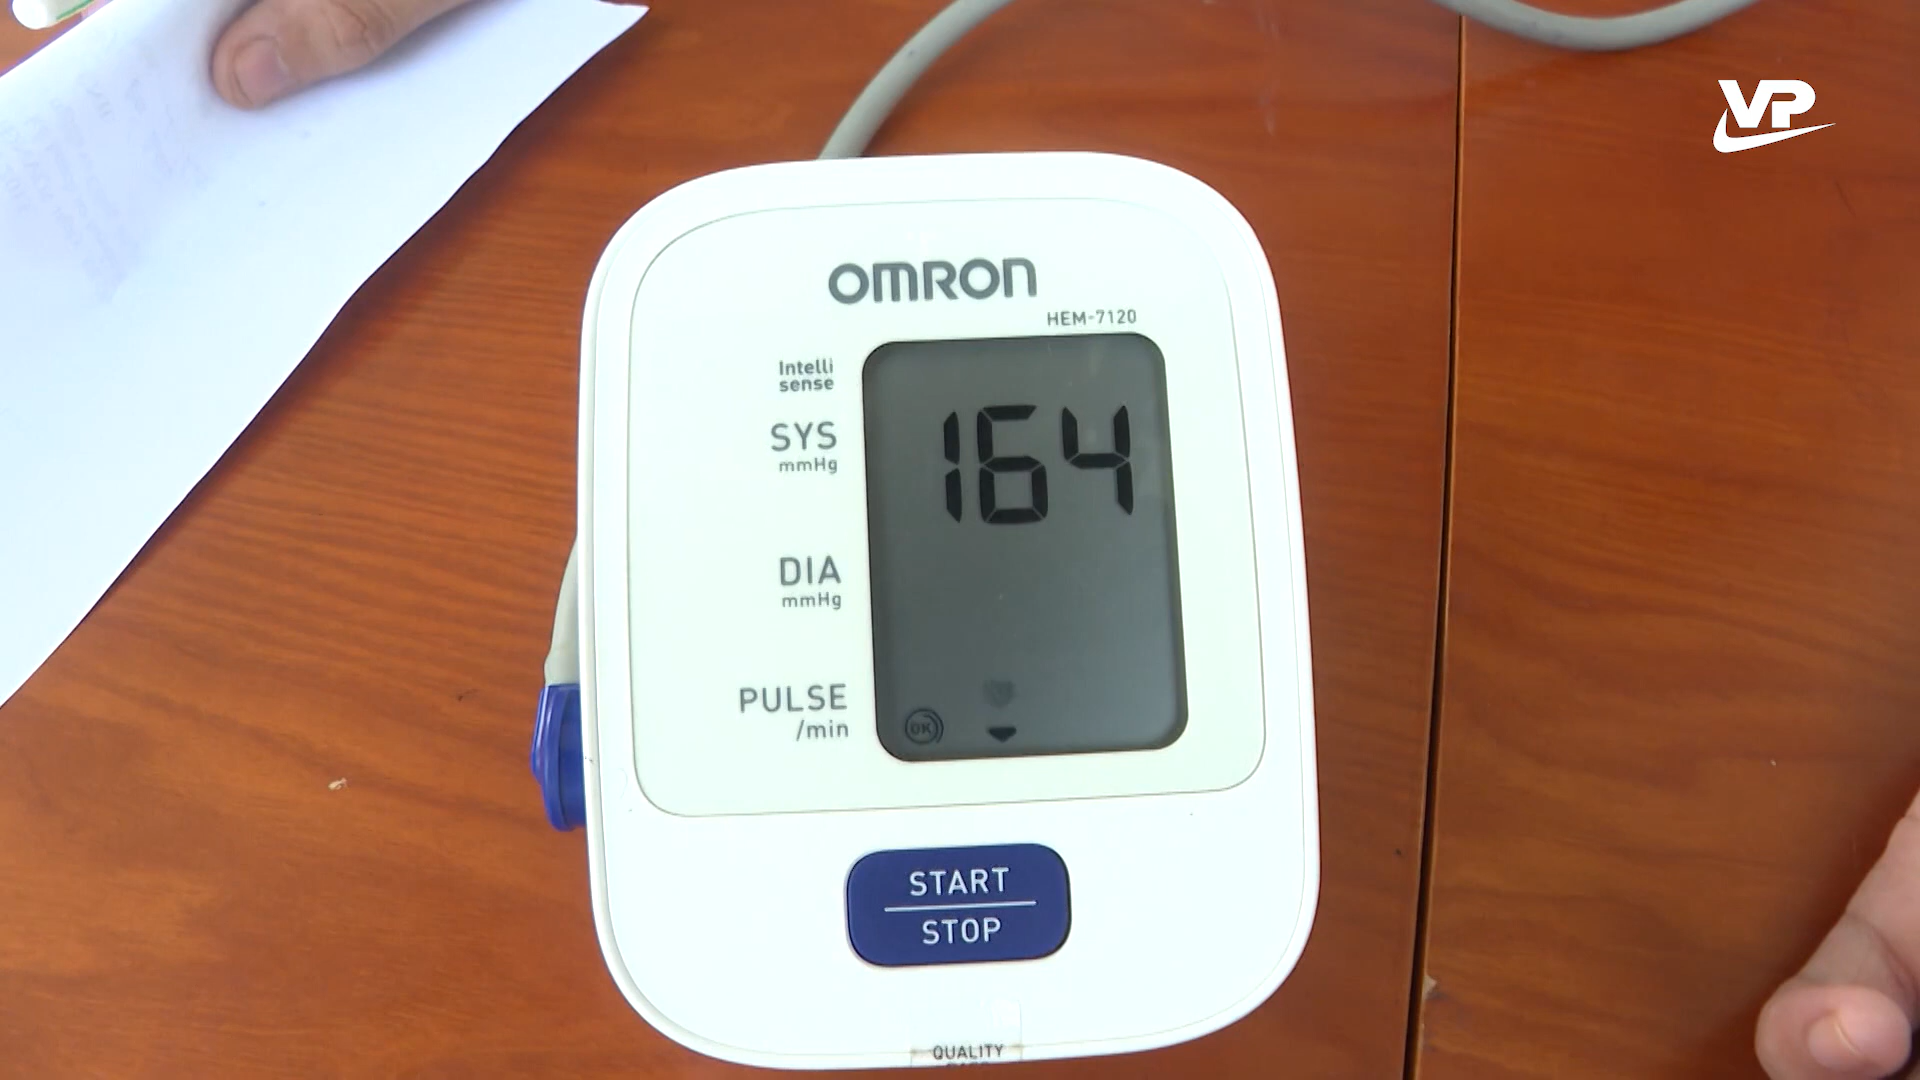 VP
OMRON
HEM-7120
Intelli
sense
SYS
mmHg
164
DIA
mmHg
PULSE
/min
OK
START
STOP
QUALITY